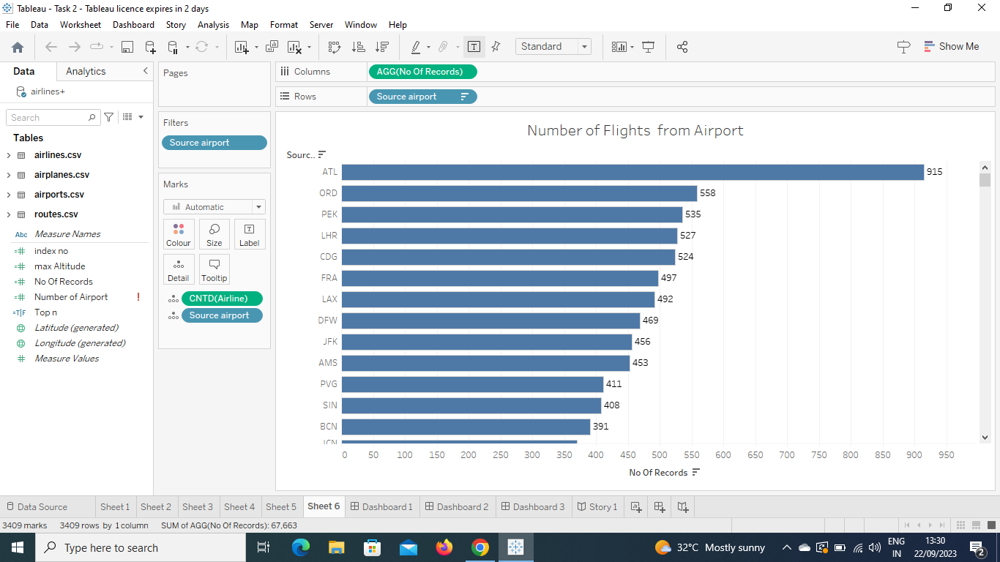 Tableau - Task 2 - Tableau licence expires in 2 days
File Data Worksheet Dashboard Story Analysis Map Format Server Window Help
Standard
Show Me
Data Analytics
airlines+
Search
Tables
airlines.csv
airplanes.csv
airports.csv
routes.csv
Abc Measure Names
index no
max Altitude
No Of Records
Number of Airport !
T|F Top n
Latitude (generated)
Longitude (generated)
Measure Values
Pages
Filters
Source airport
Marks
Automatic
Colour Size Label
Detail Tooltip
CNTD(Airline)
Source airport
Columns AGG(No Of Records)
Rows Source airport
Number of Flights from Airport
Sourc..
ATL 915
ORD 558
PEK 535
LHR 527
CDG 524
FRA 497
LAX 492
DFW 469
JFK 456
AMS 453
PVG 411
SIN 408
BCN 391
0 50 100 150 200 250 300 350 400 450 500 550 600 650 700 750 800 850 900 950
No Of Records
Data Source Sheet 1 Sheet 2 Sheet 3 Sheet 4 Sheet 5 Sheet 6 Dashboard 1 Dashboard 2 Dashboard 3 Story 1
3409 marks 3409 rows by 1 column SUM of AGG(No Of Records): 67,663
Type here to search
32°C Mostly sunny
ENG
IN
13:30
22/09/2023
2